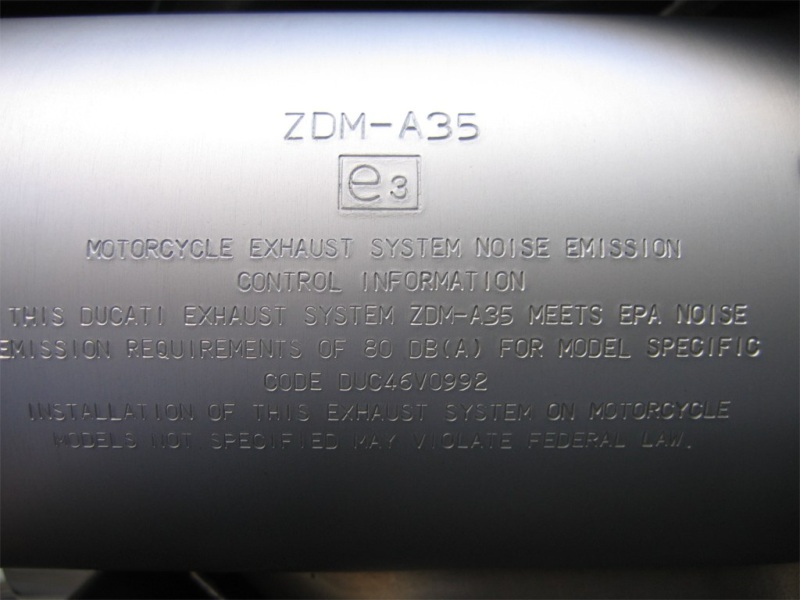 ZDM-A35
e3
MOTORCYCLE EXHAUST SYSTEM NOISE EMISSION
CONTROL INFORMATION
THIS DUCATI EXHAUST SYSTEM ZDM-A35 MEETS EPA NOISE
EMISSION REQUIREMENTS OF 80 DB(A) FOR MODEL SPECIFIC
CODE DUC46V0992
INSTALLATION OF THIS EXHAUST SYSTEM ON MOTORCYCLE
MODELS NOT SPECIFIED MAY VIOLATE FEDERAL LAW.